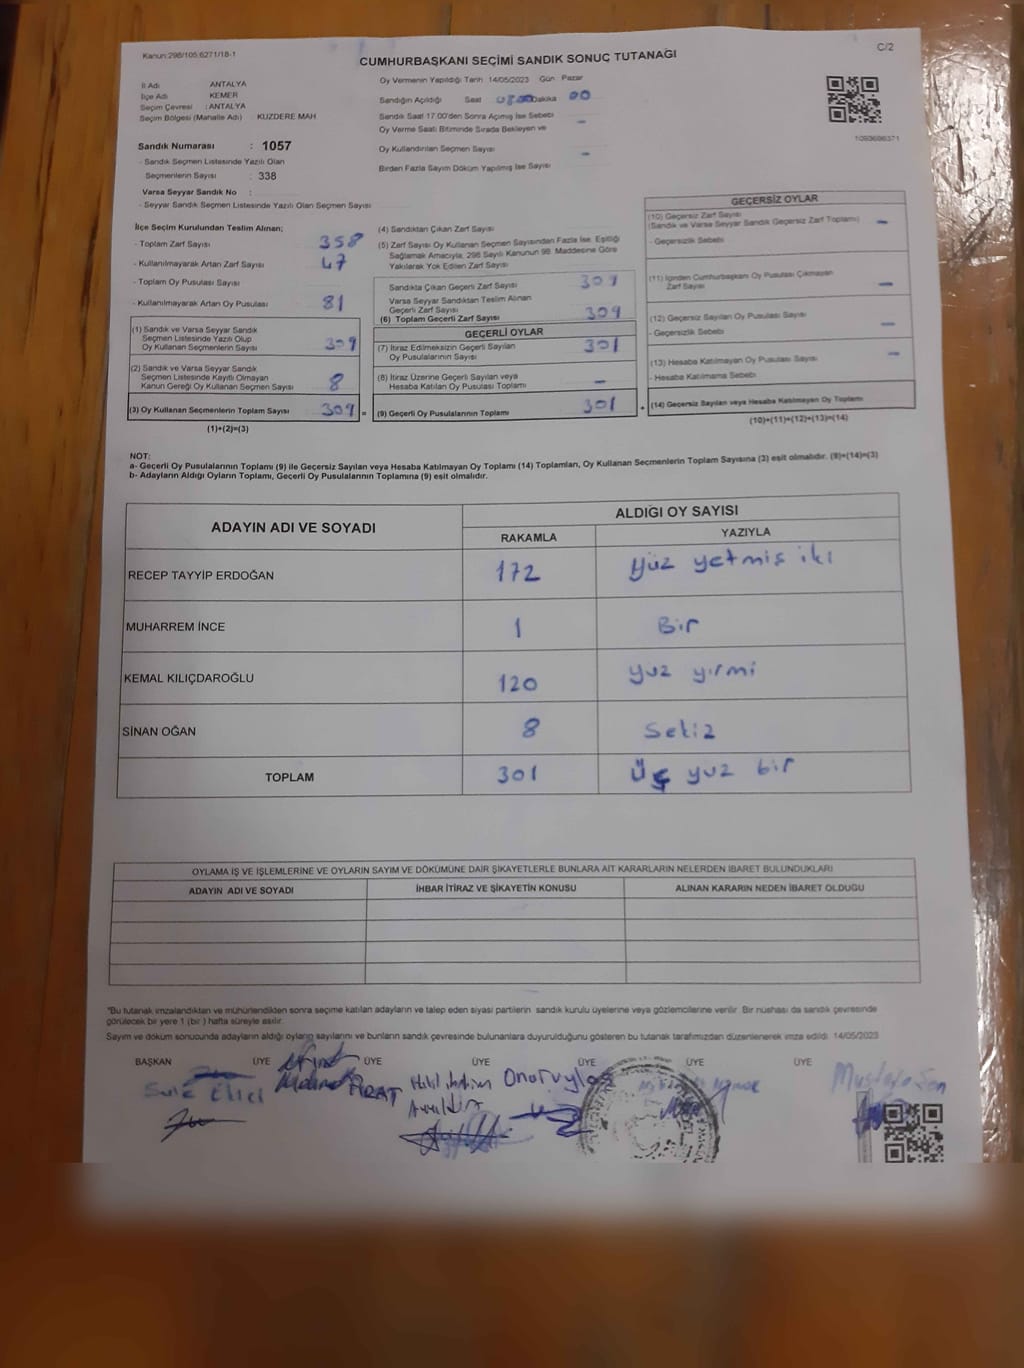 Kanun:298/105,6271/18-1
C/2
CUMHURBAŞKANI SEÇİMİ SANDIK SONUÇ TUTANAĞI
İl Adı ANTALYA
İlçe Adı KEMER
Seçim Çevresi : ANTALYA
Seçim Bölgesi (Mahalle Adı) KUZDERE MAH
Sandık Numarası : 1057
- Sandık Seçmen Listesinde Yazılı Olan
Seçmenlerin Sayısı : 338
Varsa Seyyar Sandık No :
- Seyyar Sandık Seçmen Listesinde Yazılı Olan Seçmen Sayısı
Oy Vermenin Yapıldığı Tarih 14/05/2023 Gün Pazar
Sandığın Açıldığı Saat 08:00 Dakika 00
Sandık Saat 17.00'den Sonra Açımış İse Sebebi
Oy Verme Saati Bitiminde Sırada Bekleyen ve -
Oy Kullandırılan Seçmen Sayısı
Birden Fazla Sayım Döküm Yapılmış İse Sayısı -
1093686371
İlçe Seçim Kurulundan Teslim Alınan;
- Toplam Zarf Sayısı 358
- Kullanılmayarak Artan Zarf Sayısı 47
- Toplam Oy Pusulası Sayısı
- Kullanılmayarak Artan Oy Pusulası 81
(1) Sandık ve Varsa Seyyar Sandık
Seçmen Listesinde Yazılı Olup
Oy Kullanan Seçmenlerin Sayısı 309
(2) Sandık ve Varsa Seyyar Sandık
Seçmen Listesinde Kayıtlı Olmayan
Kanun Gereği Oy Kullanan Seçmen Sayısı 8
(3) Oy Kullanan Seçmenlerin Toplam Sayısı 309 =
(1)+(2)=(3)
(4) Sandıktan Çıkan Zarf Sayısı
(5) Zarf Sayısı Oy Kullanan Seçmen Sayısından Fazla İse, Eşitliği
Sağlamak Amacıyla, 298 Sayılı Kanunun 98. Maddesine Göre
Yakılarak Yok Edilen Zarf Sayısı
Sandıkta Çıkan Geçerli Zarf Sayısı 309
Varsa Seyyar Sandıktan Teslim Alınan
Geçerli Zarf Sayısı
(6) Toplam Geçerli Zarf Sayısı 309
GEÇERLİ OYLAR
(7) İtiraz Edilmeksizin Geçerli Sayılan
Oy Pusulalarının Sayısı 301
(8) İtiraz Üzerine Geçerli Sayılan veya
Hesaba Katılan Oy Pusulası Toplamı -
(9) Geçerli Oy Pusulalarının Toplamı 301 +
GEÇERSİZ OYLAR
(10) Geçersiz Zarf Sayısı
(Sandık ve Varsa Seyyar Sandık Geçersiz Zarf Toplamı) -
- Geçersizlik Sebebi
(11) İçinden Cumhurbaşkanı Oy Pusulası Çıkmayan
Zarf Sayısı -
(12) Geçersiz Sayılan Oy Pusulası Sayısı
- Geçersizlik Sebebi -
(13) Hesaba Katılmayan Oy Pusulası Sayısı -
- Hesaba Katılmama Sebebi
(14) Geçersiz Sayılan veya Hesaba Katılmayan Oy Toplamı
(10)+(11)+(12)+(13)=(14)
NOT:
a- Geçerli Oy Pusulalarının Toplamı (9) ile Geçersiz Sayılan veya Hesaba Katılmayan Oy Toplamı (14) Toplamları, Oy Kullanan Seçmenlerin Toplam Sayısına (3) eşit olmalıdır. (9)+(14)=(3)
b- Adayların Aldığı Oyların Toplamı, Geçerli Oy Pusulalarının Toplamına (9) eşit olmalıdır.
ADAYIN ADI VE SOYADI
ALDIĞI OY SAYISI
RAKAMLA YAZIYLA
RECEP TAYYİP ERDOĞAN 172 Yüz yetmiş iki
MUHARREM İNCE 1 Bir
KEMAL KILIÇDAROĞLU 120 yuz yirmi
SİNAN OĞAN 8 Sekiz
TOPLAM 301 Üç yuz bir
OYLAMA İŞ VE İŞLEMLERİNE VE OYLARIN SAYIM VE DÖKÜMÜNE DAİR ŞİKAYETLERLE BUNLARA AİT KARARLARIN NELERDEN İBARET BULUNDUKLARI
ADAYIN ADI VE SOYADI İHBAR İTİRAZ VE ŞİKAYETİN KONUSU ALINAN KARARIN NEDEN İBARET OLDUĞU
*Bu tutanak imzalandıktan ve mühürlendikten sonra seçime katılan adayların ve talep eden siyasi partilerin sandık kurulu üyelerine veya gözlemcilerine verilir. Bir nüshası da sandık çevresinde
görülecek bir yere 1 (bir ) hafta süreyle asılır.
Sayım ve döküm sonucunda adayların aldığı oyların sayılarını ve bunların sandık çevresinde bulunanlara duyurulduğunu gösteren bu tutanak tarafımızdan düzenlenerek imza edildi. 14/05/2023
BAŞKAN ÜYE ÜYE ÜYE ÜYE ÜYE ÜYE